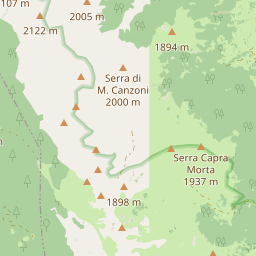 107 m
2005 m
2122 m
1894 m
Serra di
M. Canzoni
2000 m
Serra Capra
Morta
1937 m
1898 m